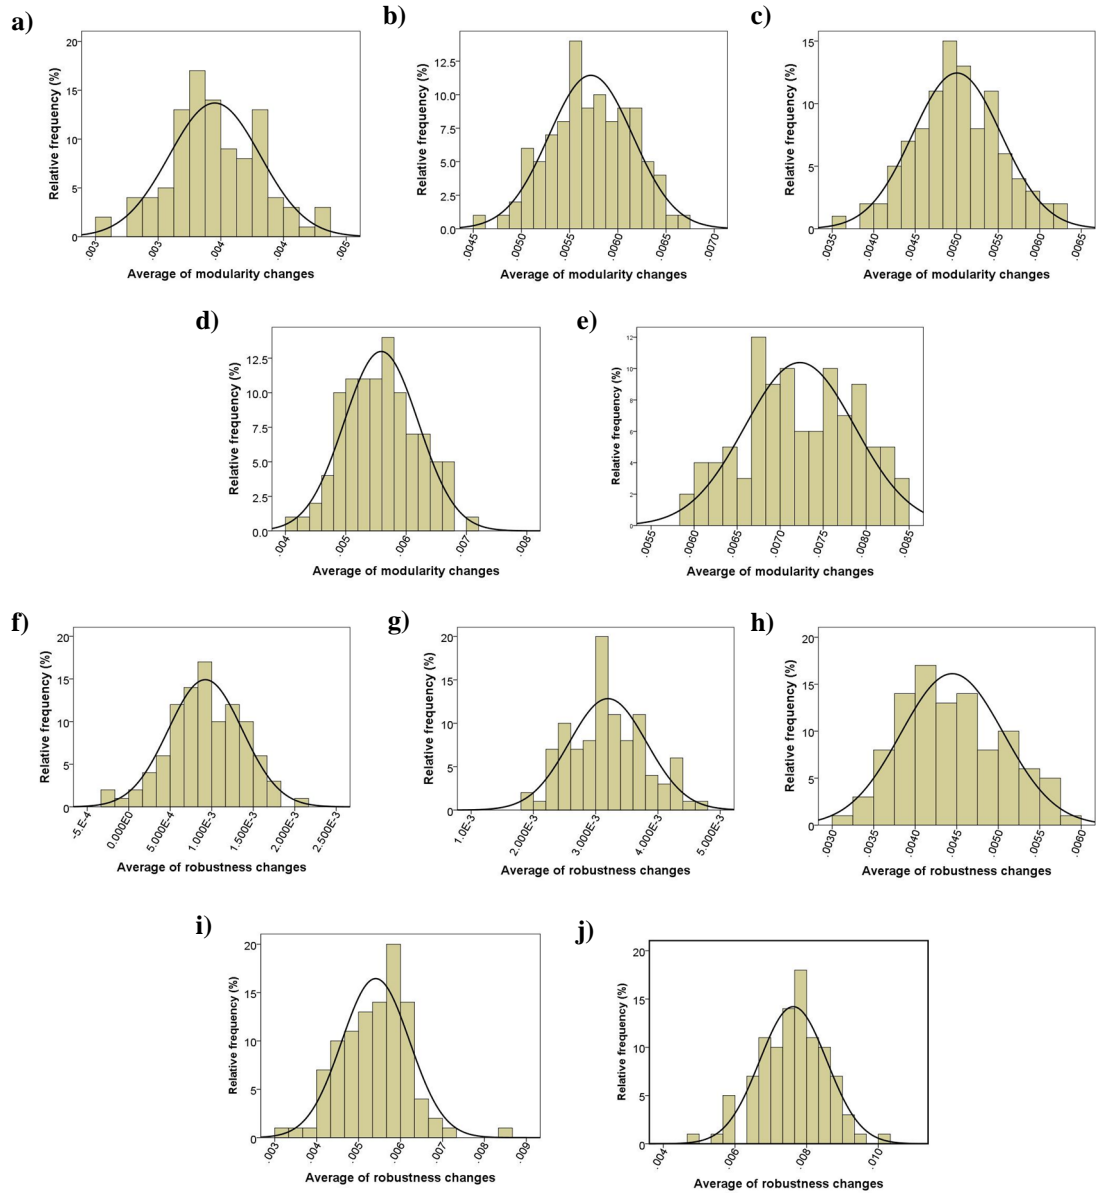 a)
20
15
10
5
0
Relative frequency (%)
.003
.003
.004
.004
.005
Average of modularity changes
b)
12.5
10.0
7.5
5.0
2.5
0.0
Relative frequency (%)
.0045
.0050
.0055
.0060
.0065
.0070
Average of modularity changes
c)
15
10
5
0
Relative frequency (%)
.0035
.0040
.0045
.0050
.0055
.0060
.0065
Average of modularity changes
d)
12.5
10.0
7.5
5.0
2.5
0.0
Relative frequency (%)
.004
.005
.006
.007
.008
Average of modularity changes
e)
12
10
8
6
4
2
0
Relative frequency (%)
.0055
.0060
.0065
.0070
.0075
.0080
.0085
Avearge of modularity changes
f)
20
15
10
5
0
Relative frequency (%)
-5.E-4
0.000E0
5.000E-4
1.000E-3
1.500E-3
2.000E-3
2.500E-3
Average of robustness changes
g)
20
15
10
5
0
Relative frequency (%)
1.0E-3
2.000E-3
3.000E-3
4.000E-3
5.000E-3
Average of robustness changes
h)
20
15
10
5
0
Relative frequency (%)
.0030
.0035
.0040
.0045
.0050
.0055
.0060
Average of robustness changes
i)
20
15
10
5
0
Relative frequency (%)
.003
.004
.005
.006
.007
.008
.009
Average of robustness changes
j)
20
15
10
5
0
Relative frequency (%)
.004
.006
.008
.010
Average of robustness changes